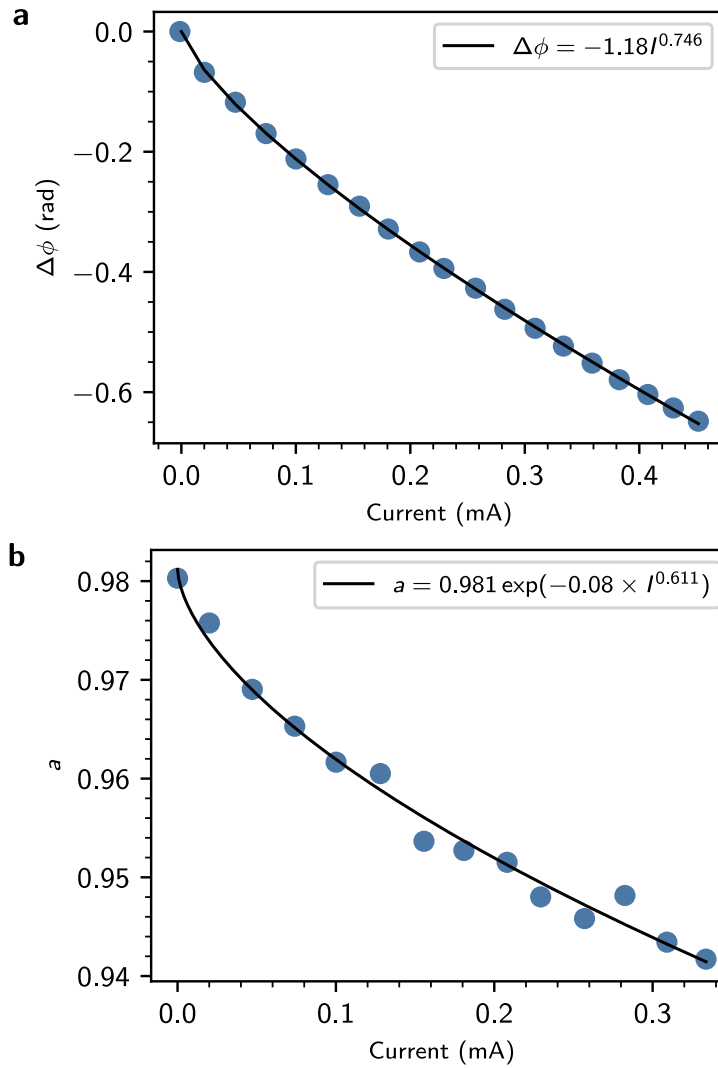 a
Δϕ = −1.18I^0.746
0.0
−0.2
−0.4
−0.6
Δϕ (rad)
0.0 0.1 0.2 0.3 0.4
Current (mA)
b
a = 0.981 exp(−0.08 × I^0.611)
0.98
0.97
0.96
0.95
0.94
a
0.0 0.1 0.2 0.3
Current (mA)